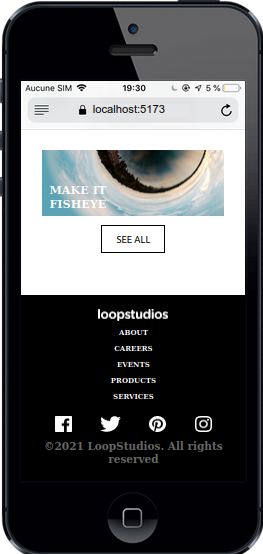 Aucune SIM 19:30 5 %
localhost:5173
MAKE IT
FISHEYE
SEE ALL
loopstudios
ABOUT
CAREERS
EVENTS
PRODUCTS
SERVICES
©2021 LoopStudios. All rights
reserved